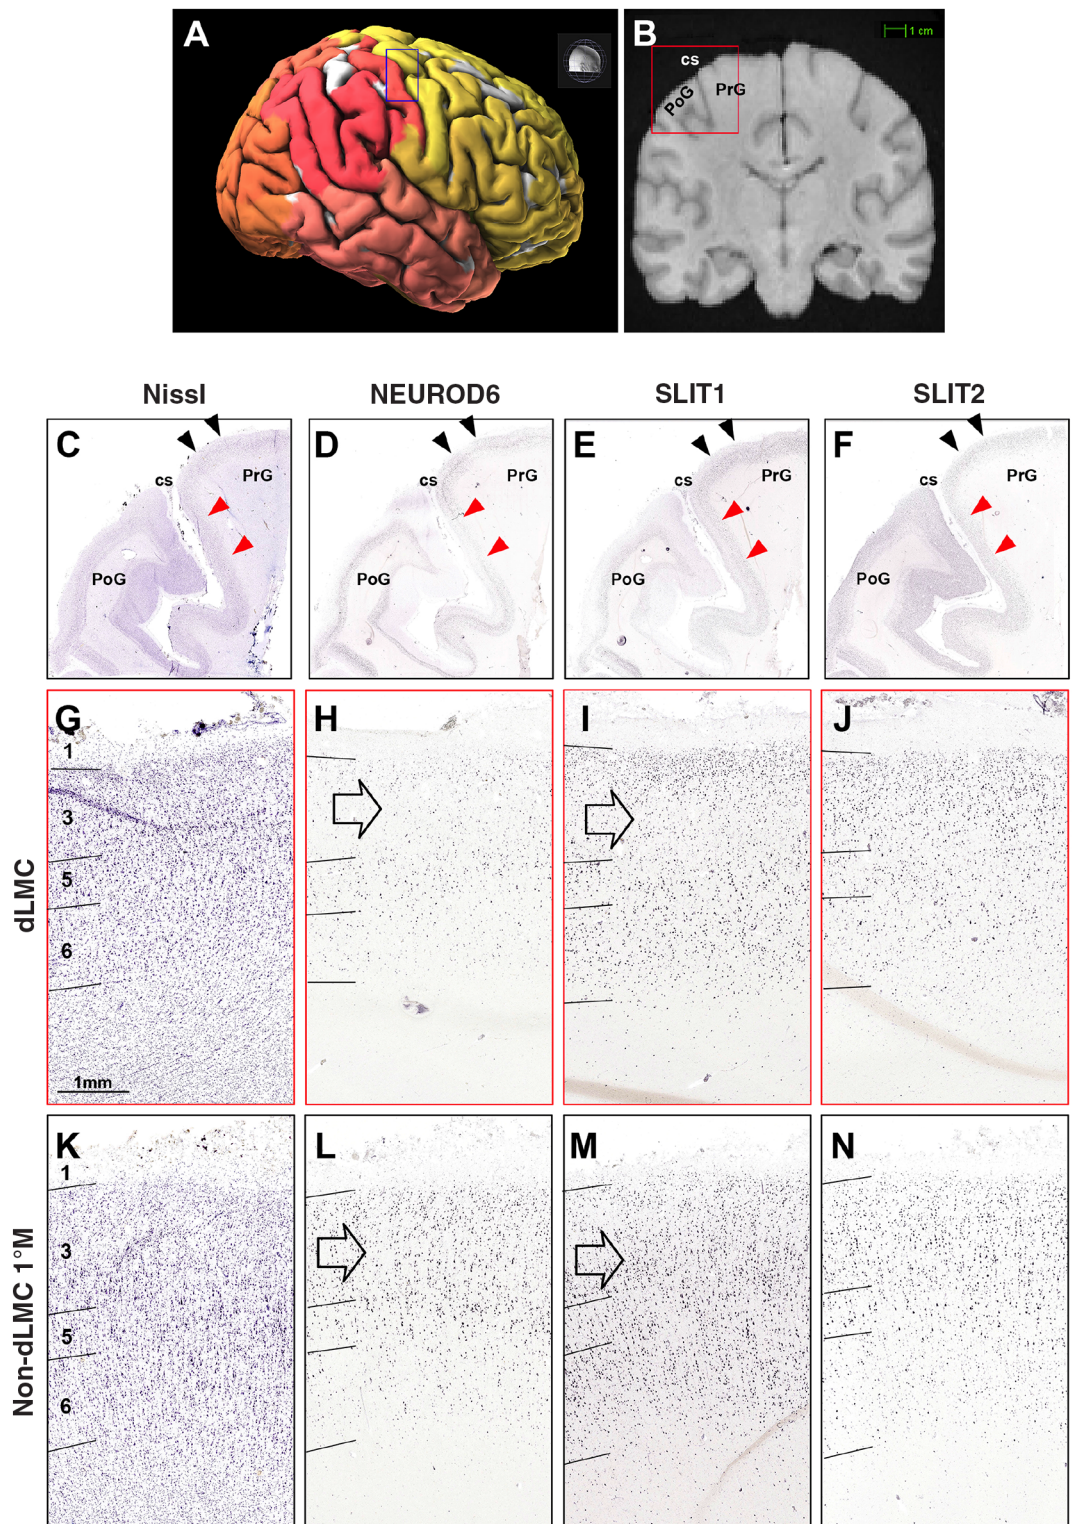 A
B
1 cm
cs
PoG
PrG
Nissl
NEUROD6
SLIT1
SLIT2
C
cs
PrG
PoG
D
cs
PrG
PoG
E
cs
PrG
PoG
F
cs
PrG
PoG
dLMC
G
1
3
5
6
1mm
H
I
J
Non-dLMC 1°M
K
1
3
5
6
L
M
N